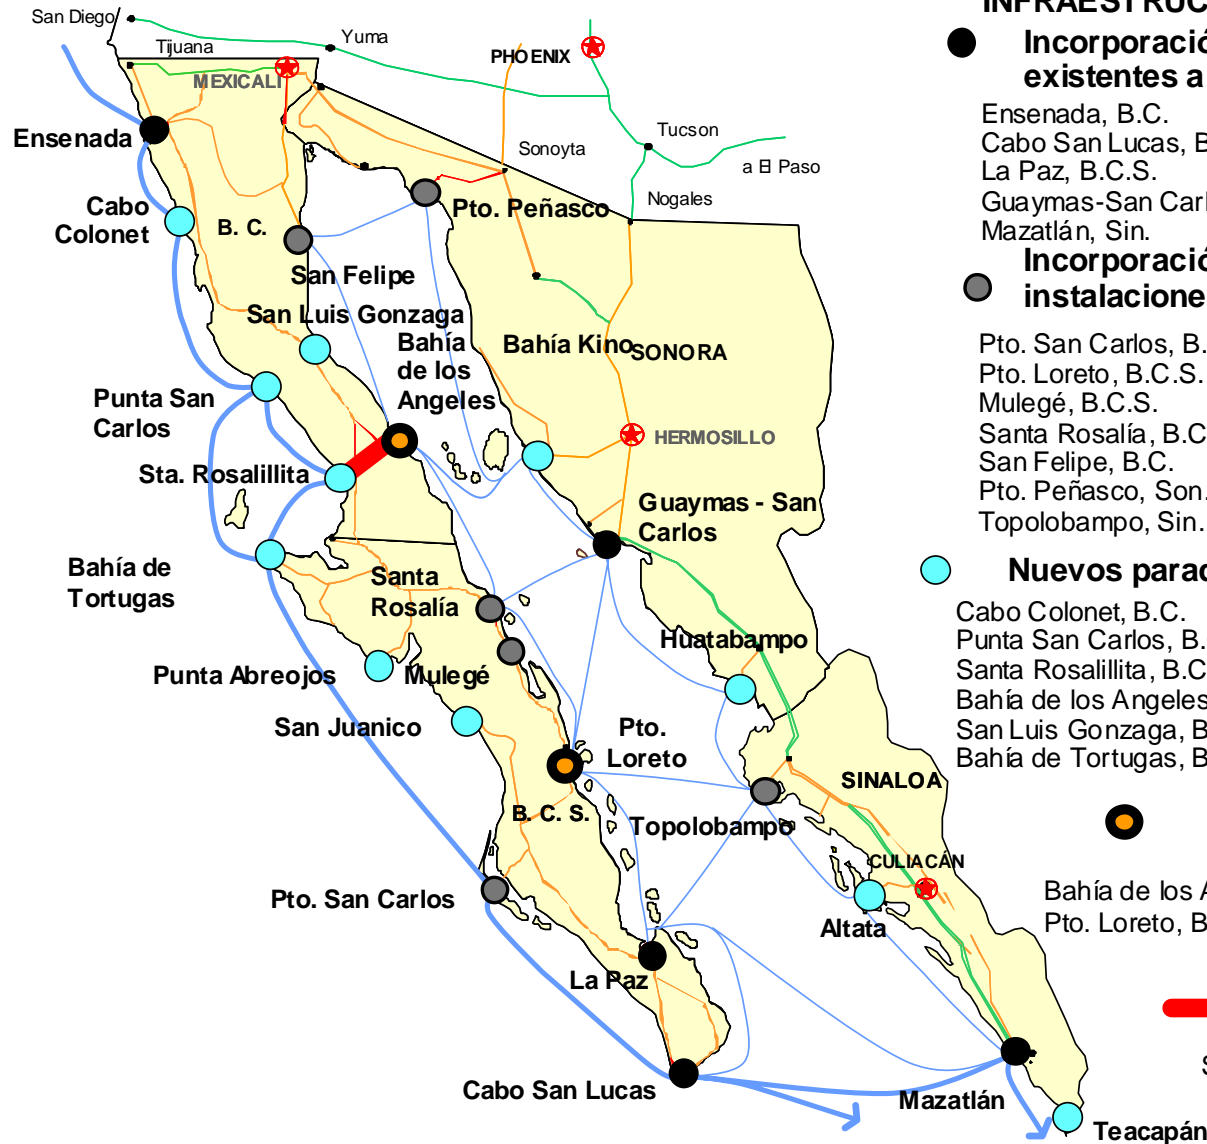 San Diego
Tijuana
Yuma
MEXICALI
PHOENIX
Tucson
a El Paso
Sonoyta
Nogales
Ensenada
Cabo
Colonet
B. C.
Pto. Peñasco
San Felipe
San Luis Gonzaga
Bahía
de los
Angeles
Bahía Kino
SONORA
HERMOSILLO
Punta San
Carlos
Sta. Rosalillita
Guaymas - San
Carlos
Bahía de
Tortugas
Santa
Rosalía
Huatabampo
Punta Abreojos
Mulegé
San Juanico
Pto.
Loreto
B. C. S.
SINALOA
Topolobampo
CULIACÁN
Pto. San Carlos
Altata
La Paz
Cabo San Lucas
Mazatlán
Teacapán
Incorporació
existentes a
Ensenada, B.C.
Cabo San Lucas, B
La Paz, B.C.S.
Guaymas-San Carl
Mazatlán, Sin.
Incorporació
instalacione
Pto. San Carlos, B.
Pto. Loreto, B.C.S.
Mulegé, B.C.S.
Santa Rosalía, B.C
San Felipe, B.C.
Pto. Peñasco, Son.
Topolobampo, Sin.
Nuevos parad
Cabo Colonet, B.C.
Punta San Carlos, B.
Santa Rosalillita, B.C
Bahía de los Angeles
San Luis Gonzaga, B
Bahía de Tortugas, B
Bahía de los A
Pto. Loreto, B
S